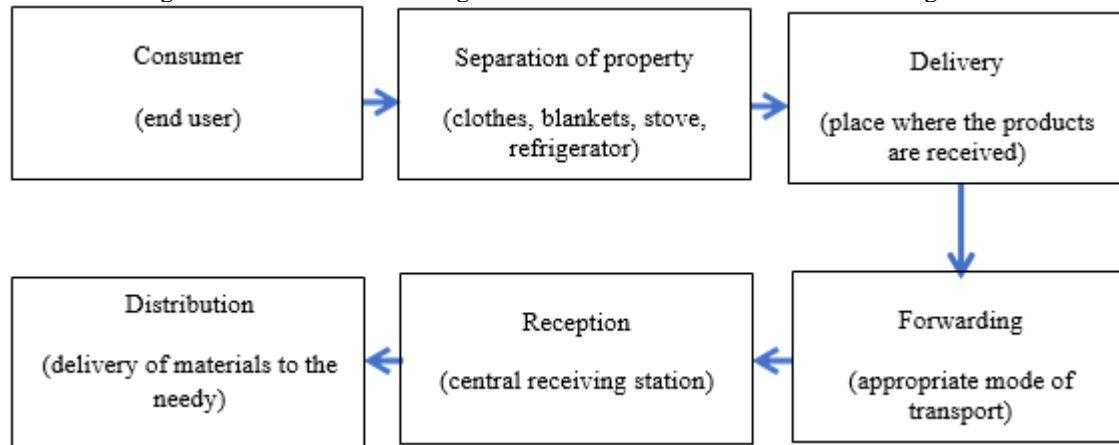 Consumer
(end user)
Separation of property
(clothes, blankets, stove,
refrigerator)
Delivery
(place where the products
are received)
Forwarding
(appropriate mode of
transport)
Reception
(central receiving station)
Distribution
(delivery of materials to the
needy)